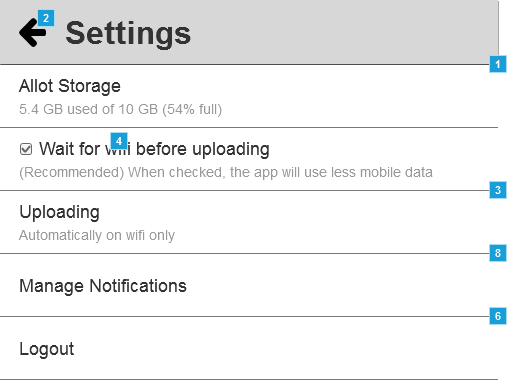 2
Settings
1
Allot Storage
5.4 GB used of 10 GB (54% full)
4
Wait for wifi before uploading
(Recommended) When checked, the app will use less mobile data
3
Uploading
Automatically on wifi only
8
Manage Notifications
6
Logout